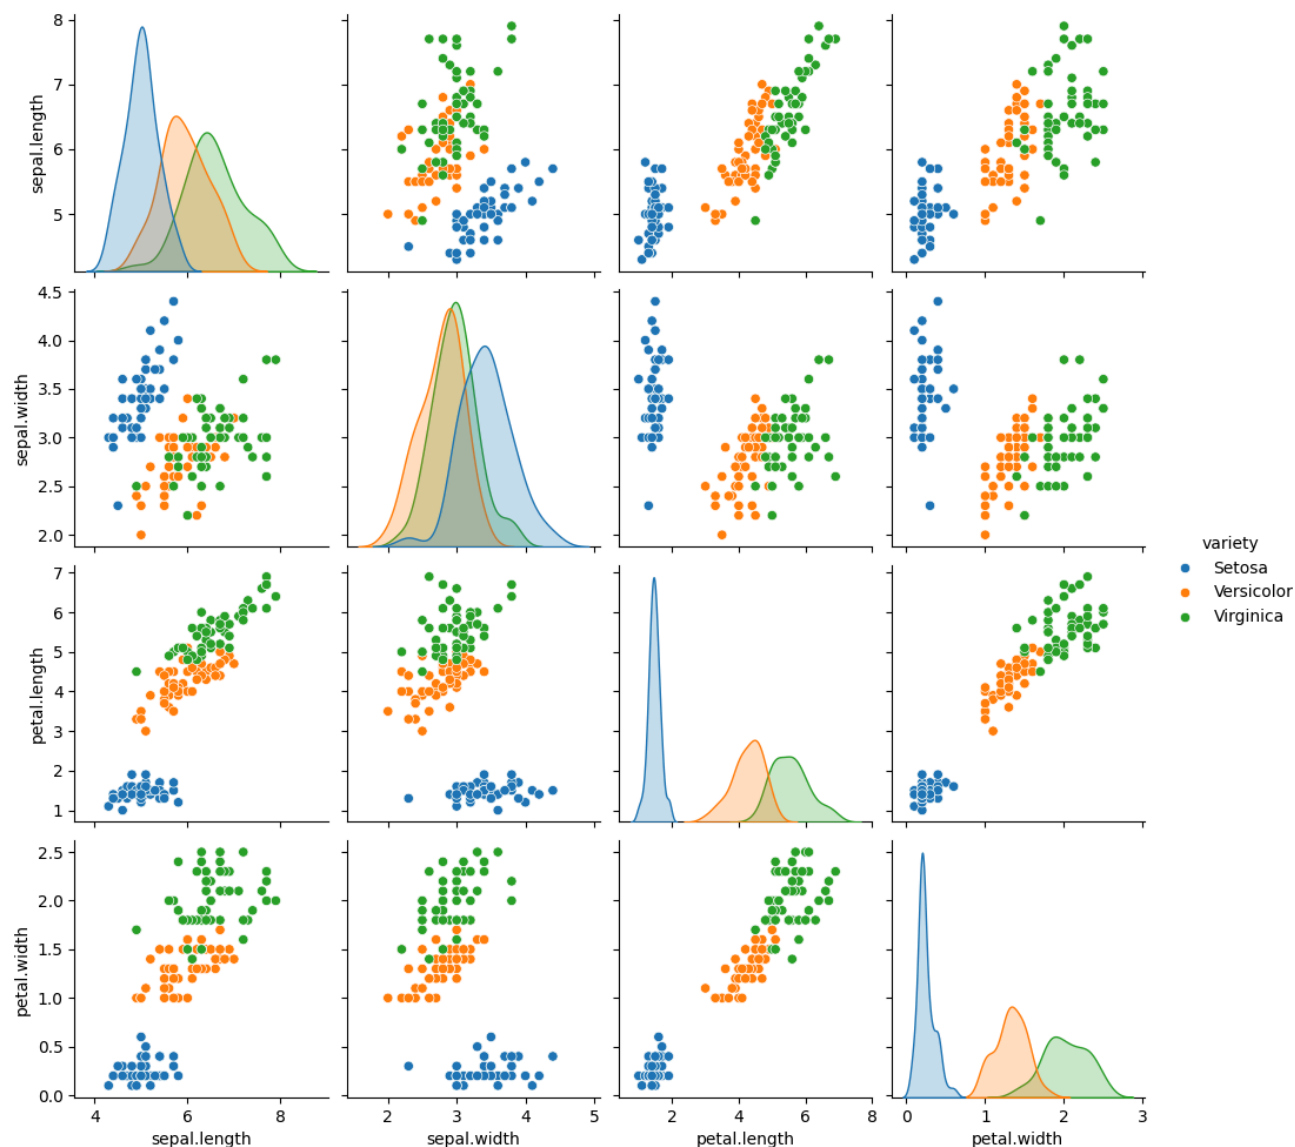 8
7
6
5
sepal.length
4.5
4.0
3.5
3.0
2.5
2.0
sepal.width
variety
Setosa
Versicolor
Virginica
7
6
5
4
3
2
1
petal.length
2.5
2.0
1.5
1.0
0.5
0.0
petal.width
4 6 8
sepal.length
2 3 4 5
sepal.width
2 4 6 8
petal.length
0 1 2 3
petal.width